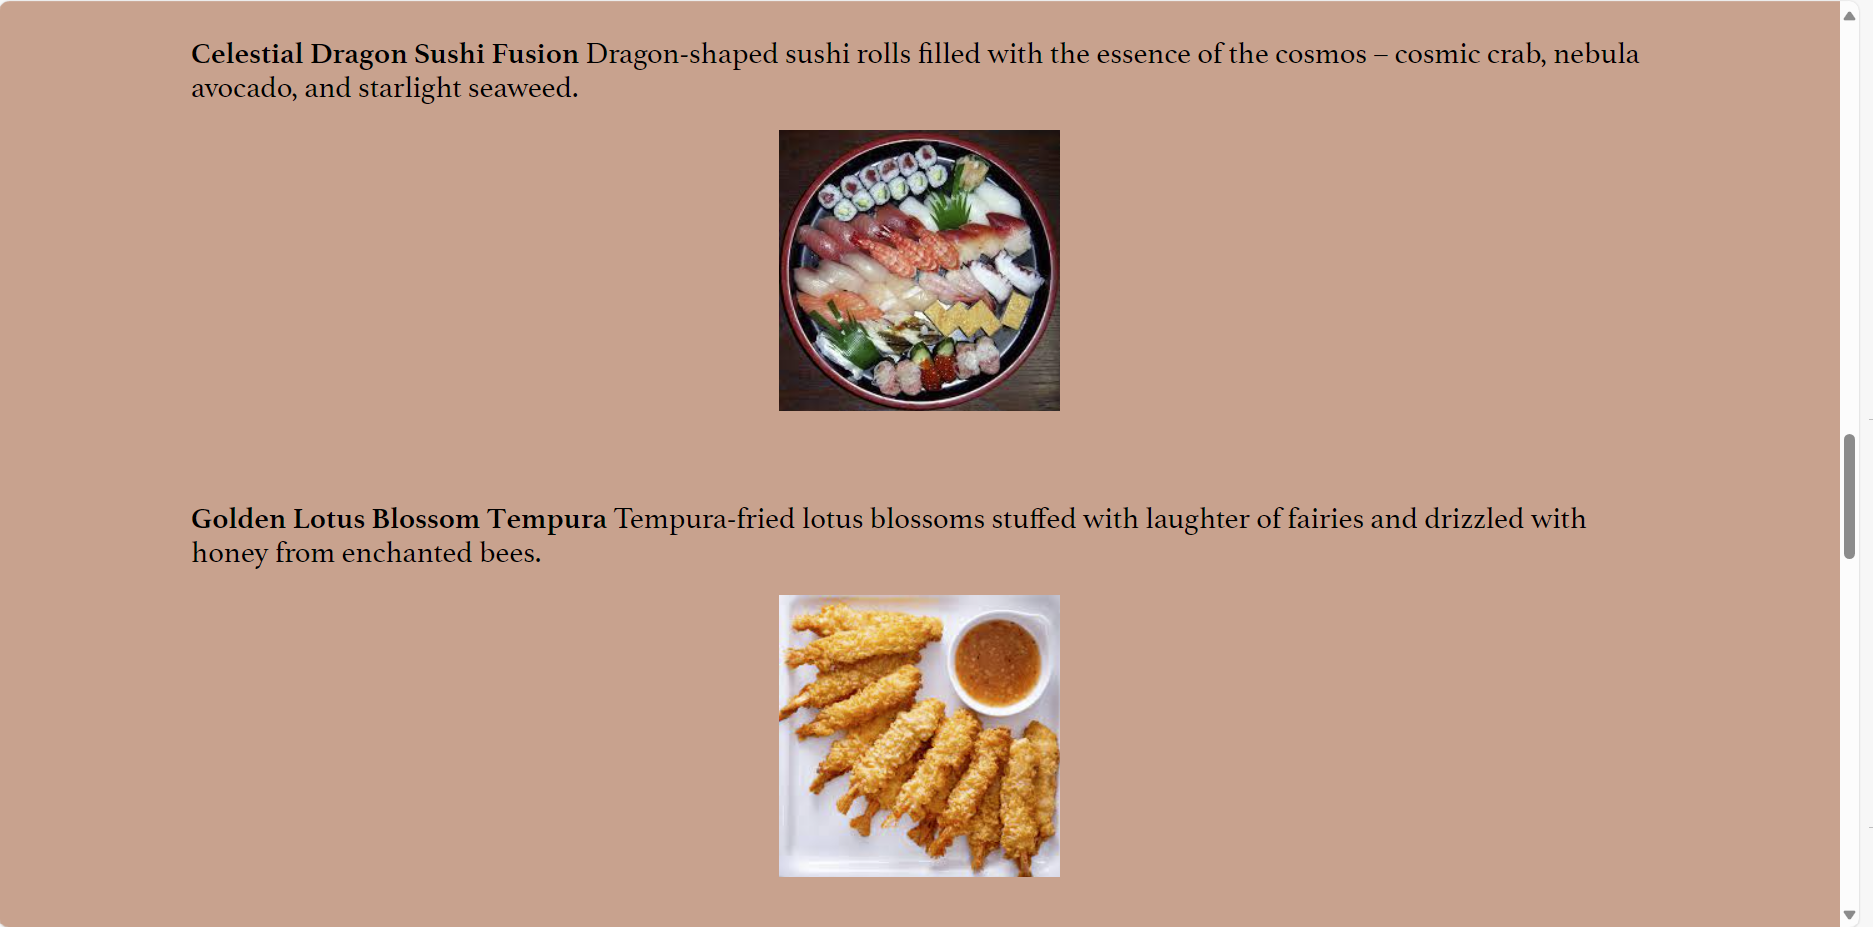 Celestial Dragon Sushi Fusion Dragon-shaped sushi rolls filled with the essence of the cosmos – cosmic crab, nebula
avocado, and starlight seaweed.
Golden Lotus Blossom Tempura Tempura-fried lotus blossoms stuffed with laughter of fairies and drizzled with
honey from enchanted bees.